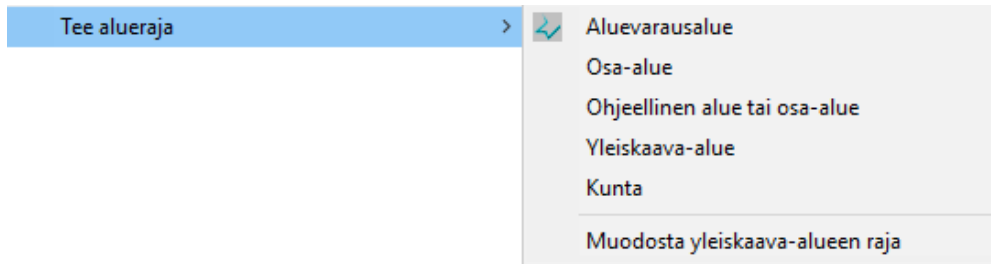 Tee alueraja
Aluevarausalue
Osa-alue
Ohjeellinen alue tai osa-alue
Yleiskaava-alue
Kunta
Muodosta yleiskaava-alueen raja